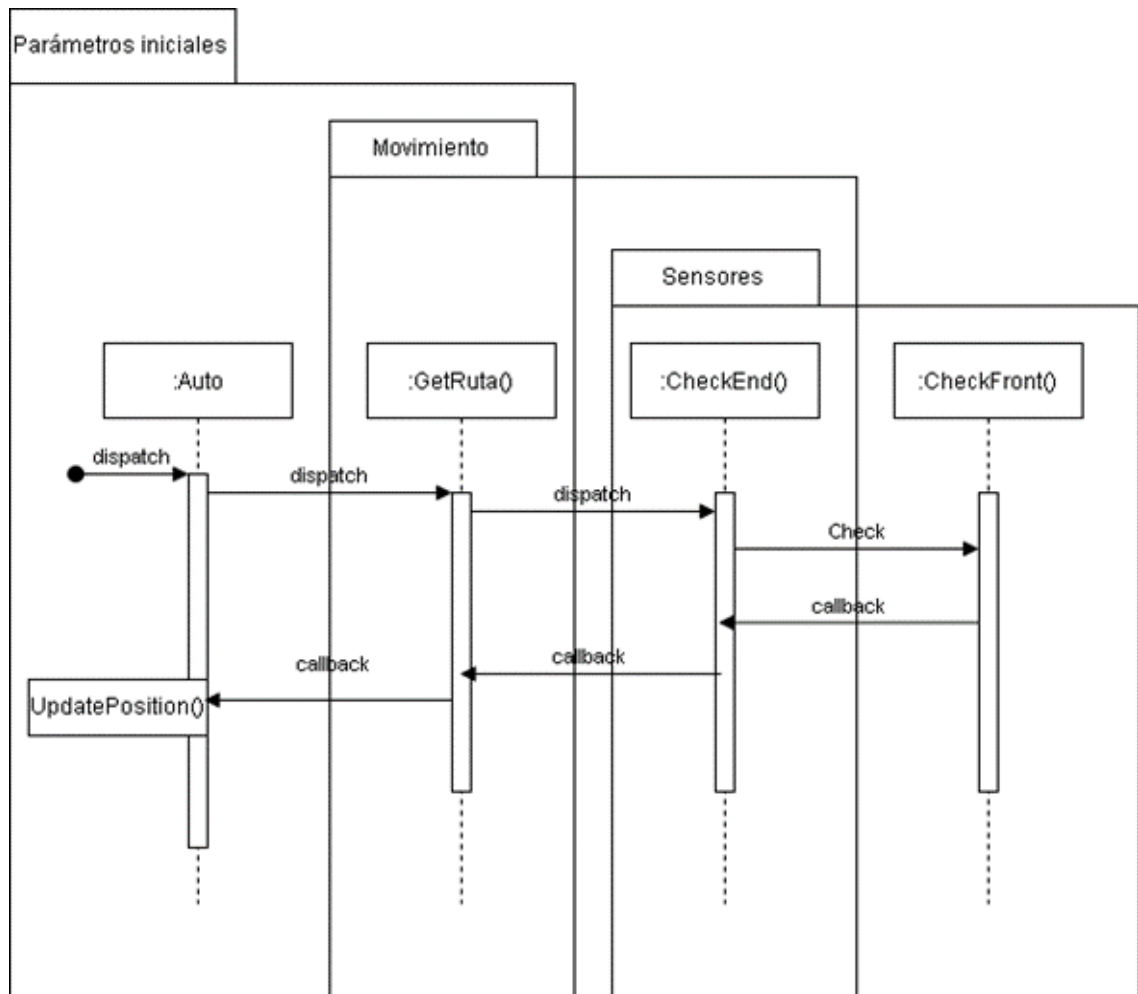 Parámetros iniciales
Movimiento
Sensores
:Auto
:GetRuta()
:CheckEnd()
:CheckFront()
dispatch
dispatch
dispatch
Check
callback
callback
callback
UpdatePosition()